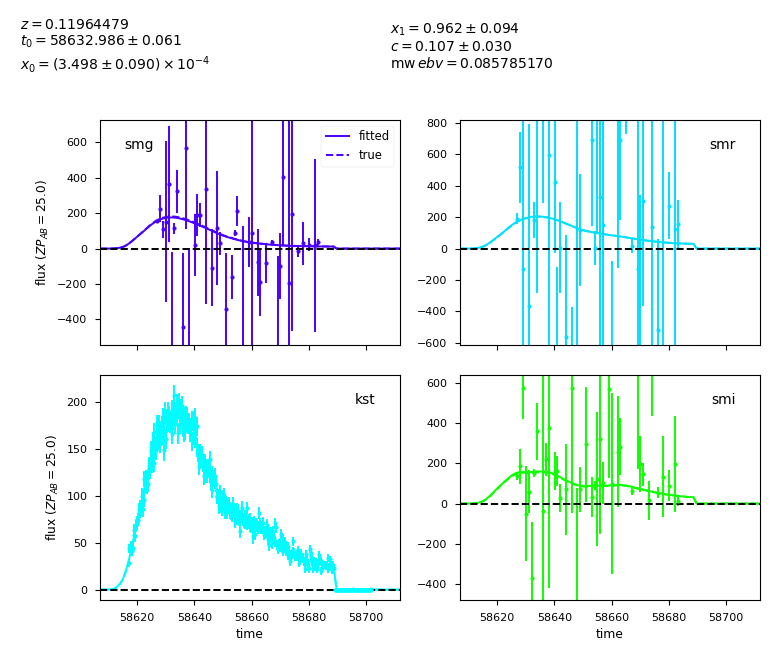 z = 0.11964479
t₀ = 58632.986 ± 0.061
x₀ = (3.498 ± 0.090) × 10⁻⁴
x₁ = 0.962 ± 0.094
c = 0.107 ± 0.030
mw ebv = 0.085785170
smg
fitted
true
600
400
200
0
−200
−400
flux (ZP_AB = 25.0)
smr
800
600
400
200
0
−200
−400
−600
kst
200
150
100
50
0
flux (ZP_AB = 25.0)
58620 58640 58660 58680 58700
time
smi
600
400
200
0
−200
−400
58620 58640 58660 58680 58700
time